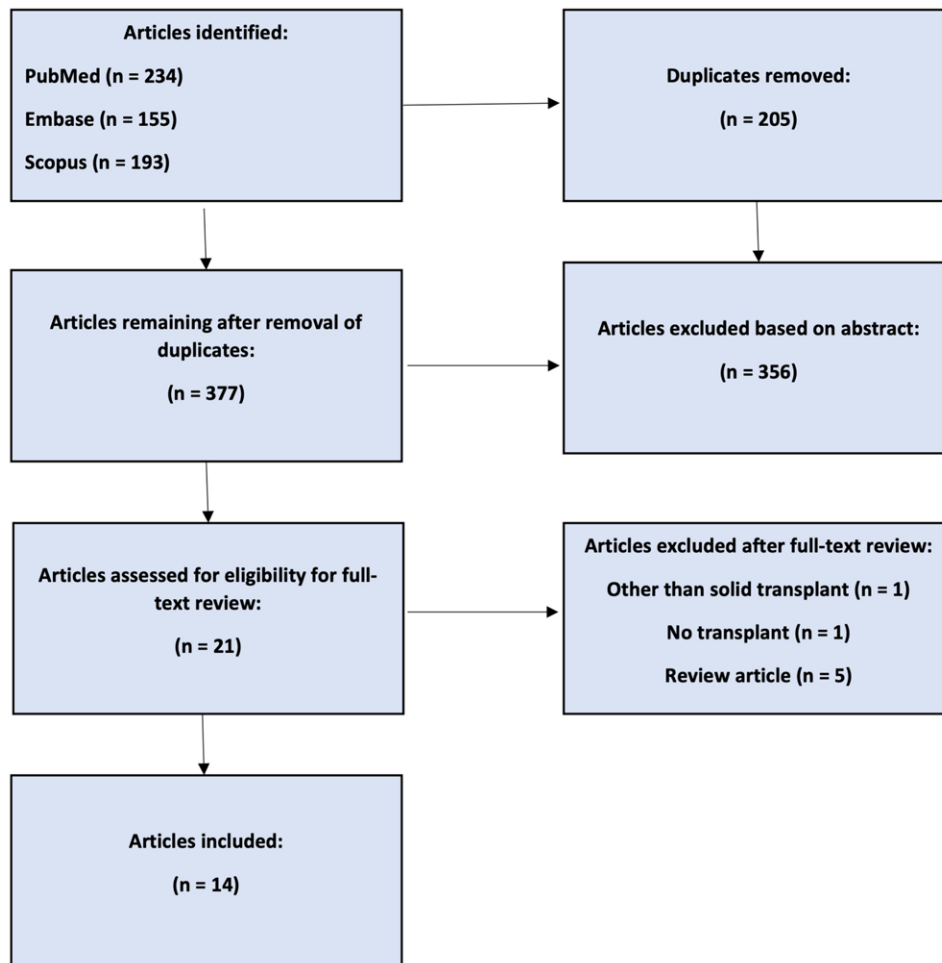 Articles identified:
PubMed (n = 234)
Embase (n = 155)
Scopus (n = 193)
Duplicates removed:
(n = 205)
Articles remaining after removal of
duplicates:
(n = 377)
Articles excluded based on abstract:
(n = 356)
Articles assessed for eligibility for full-
text review:
(n = 21)
Articles excluded after full-text review:
Other than solid transplant (n = 1)
No transplant (n = 1)
Review article (n = 5)
Articles included:
(n = 14)